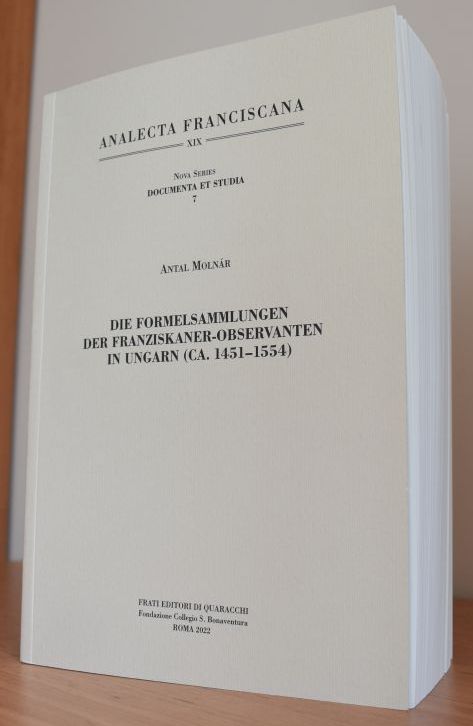 ANALECTA FRANCISCANA
XIX
NOVA SERIES
DOCUMENTA ET STUDIA
7
ANTAL MOLNÁR
DIE FORMELSAMMLUNGEN
DER FRANZISKANER-OBSERVANTEN
IN UNGARN (CA. 1451–1554)
FRATI EDITORI DI QUARACCHI
Fondazione Collegio S. Bonaventura
ROMA 2022